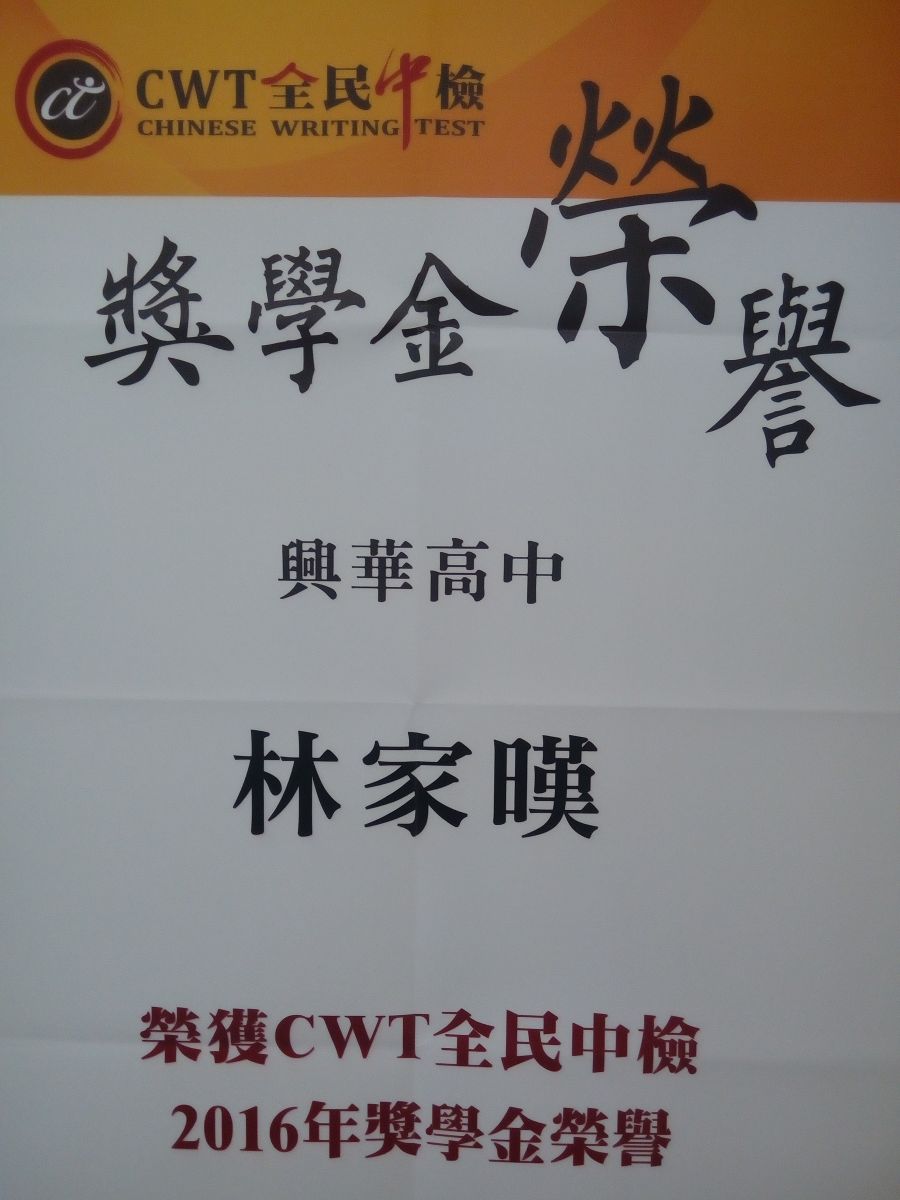 CWT全民中檢
CHINESE WRITING TEST
獎學金榮譽
興華高中
林家暵
榮獲CWT全民中檢
2016年獎學金榮譽